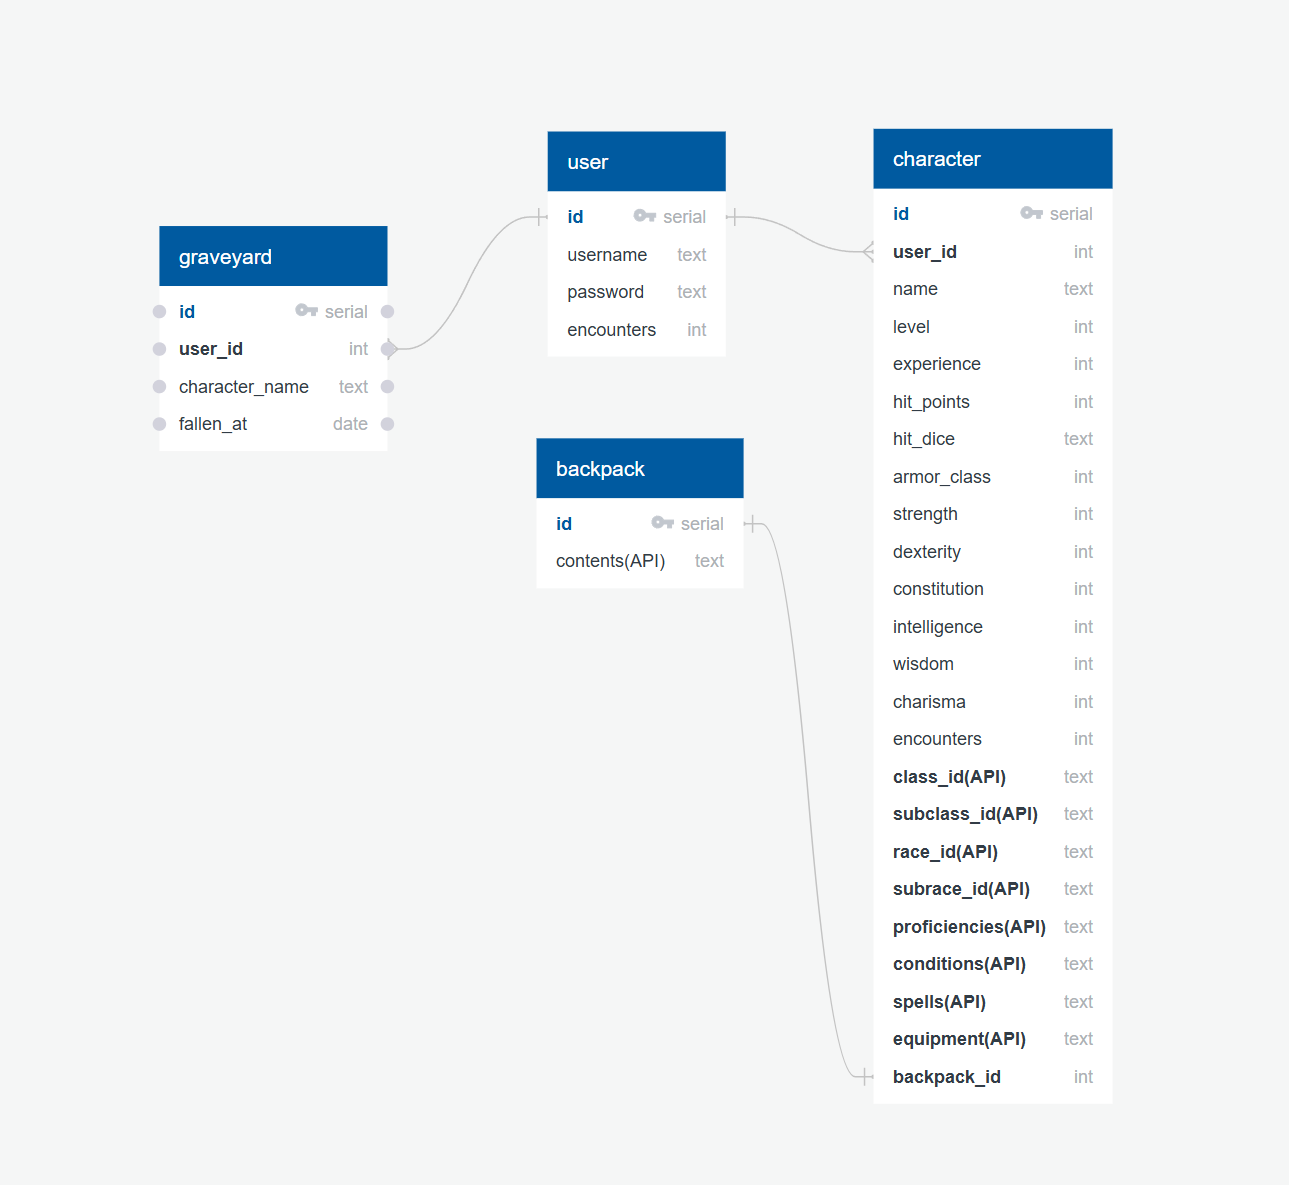 graveyard
id serial
user_id int
character_name text
fallen_at date
user
id serial
username text
password text
encounters int
backpack
id serial
contents(API) text
character
id serial
user_id int
name text
level int
experience int
hit_points int
hit_dice text
armor_class int
strength int
dexterity int
constitution int
intelligence int
wisdom int
charisma int
encounters int
class_id(API) text
subclass_id(API) text
race_id(API) text
subrace_id(API) text
proficiencies(API) text
conditions(API) text
spells(API) text
equipment(API) text
backpack_id int